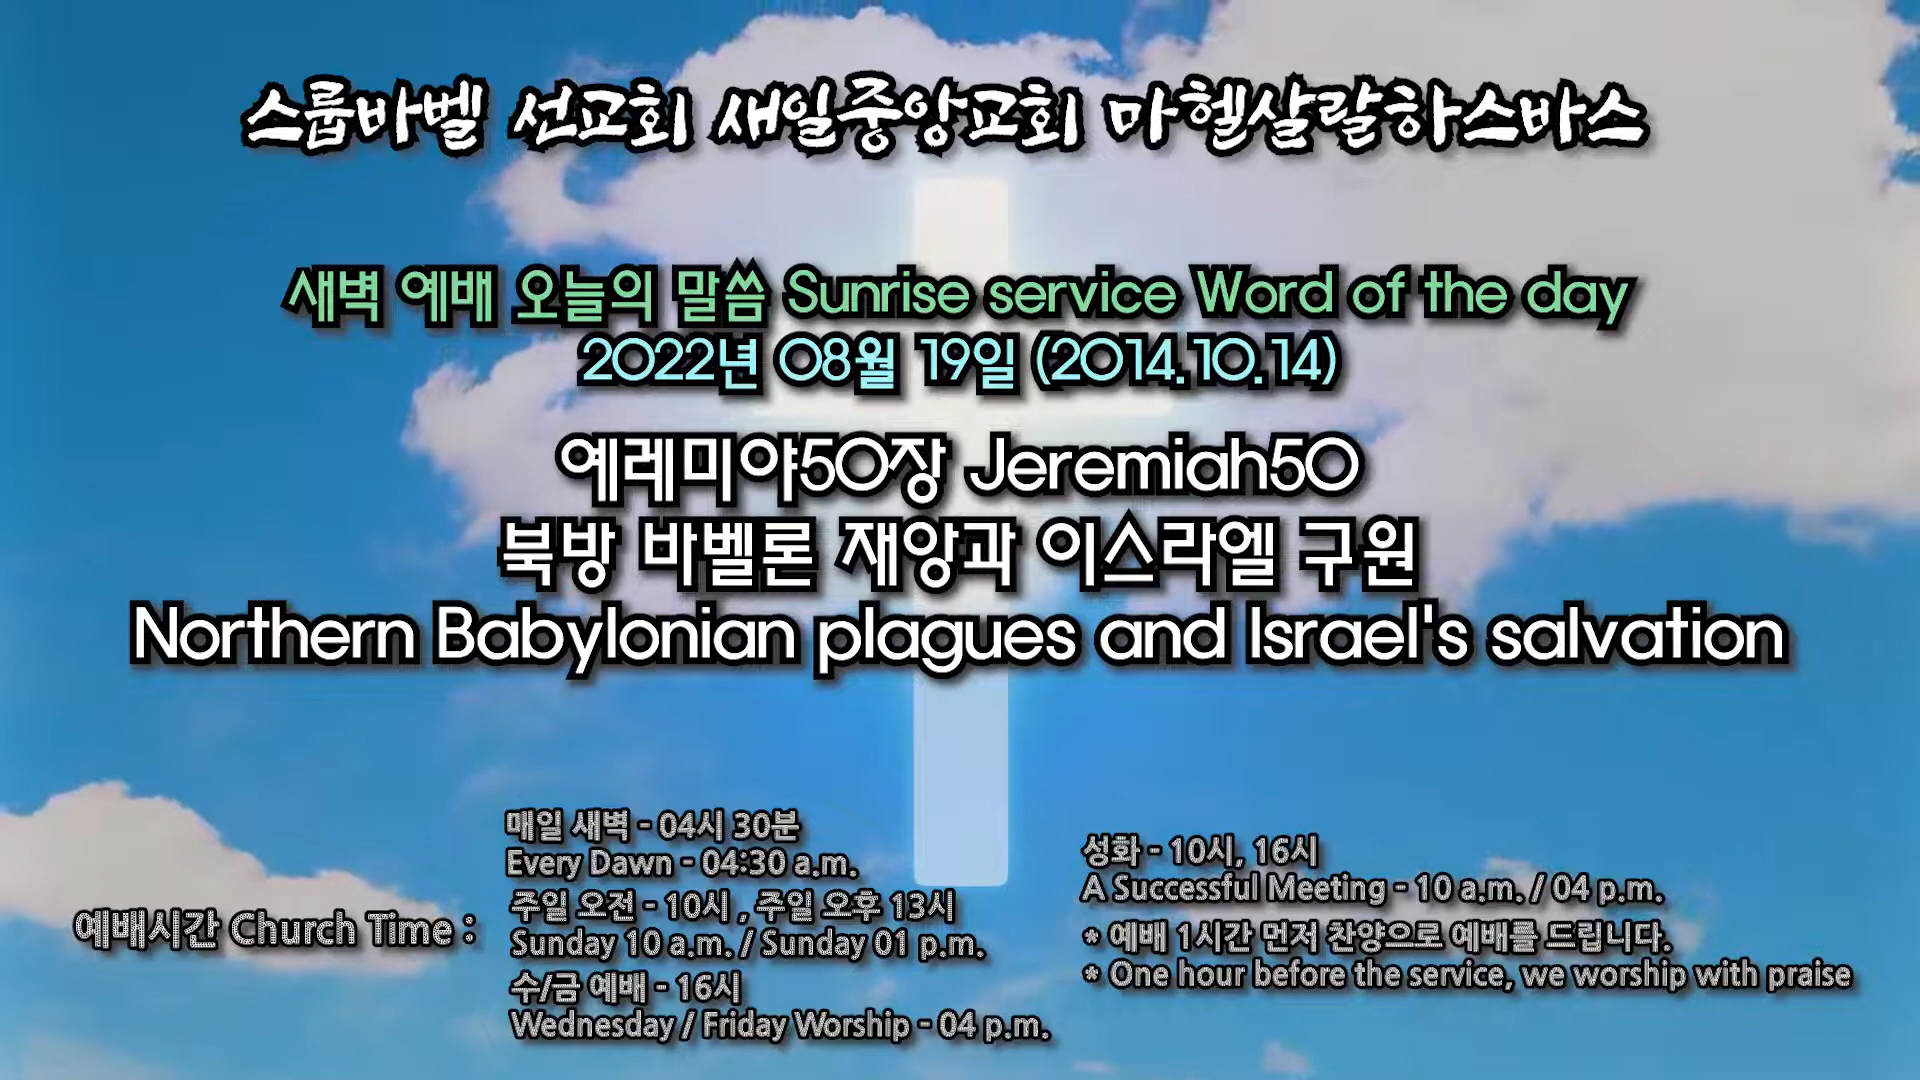 스룹바벨 선교회 새일중앙교회 마헬살랄하스바스
새벽 예배 오늘의 말씀 Sunrise service Word of the day
2022년 08월 19일 (2014.10.14)
예레미야50장 Jeremiah50
북방 바벨론 재앙과 이스라엘 구원
Northern Babylonian plagues and Israel's salvation
예배시간 Church Time :
매일 새벽 - 04시 30분
Every Dawn - 04:30 a.m.
주일 오전 - 10시 , 주일 오후 13시
Sunday 10 a.m. / Sunday 01 p.m.
수/금 예배 - 16시
Wednesday / Friday Worship - 04 p.m.
성화 - 10시, 16시
A Successful Meeting - 10 a.m. / 04 p.m.
* 예배 1시간 먼저 찬양으로 예배를 드립니다.
* One hour before the service, we worship with praise